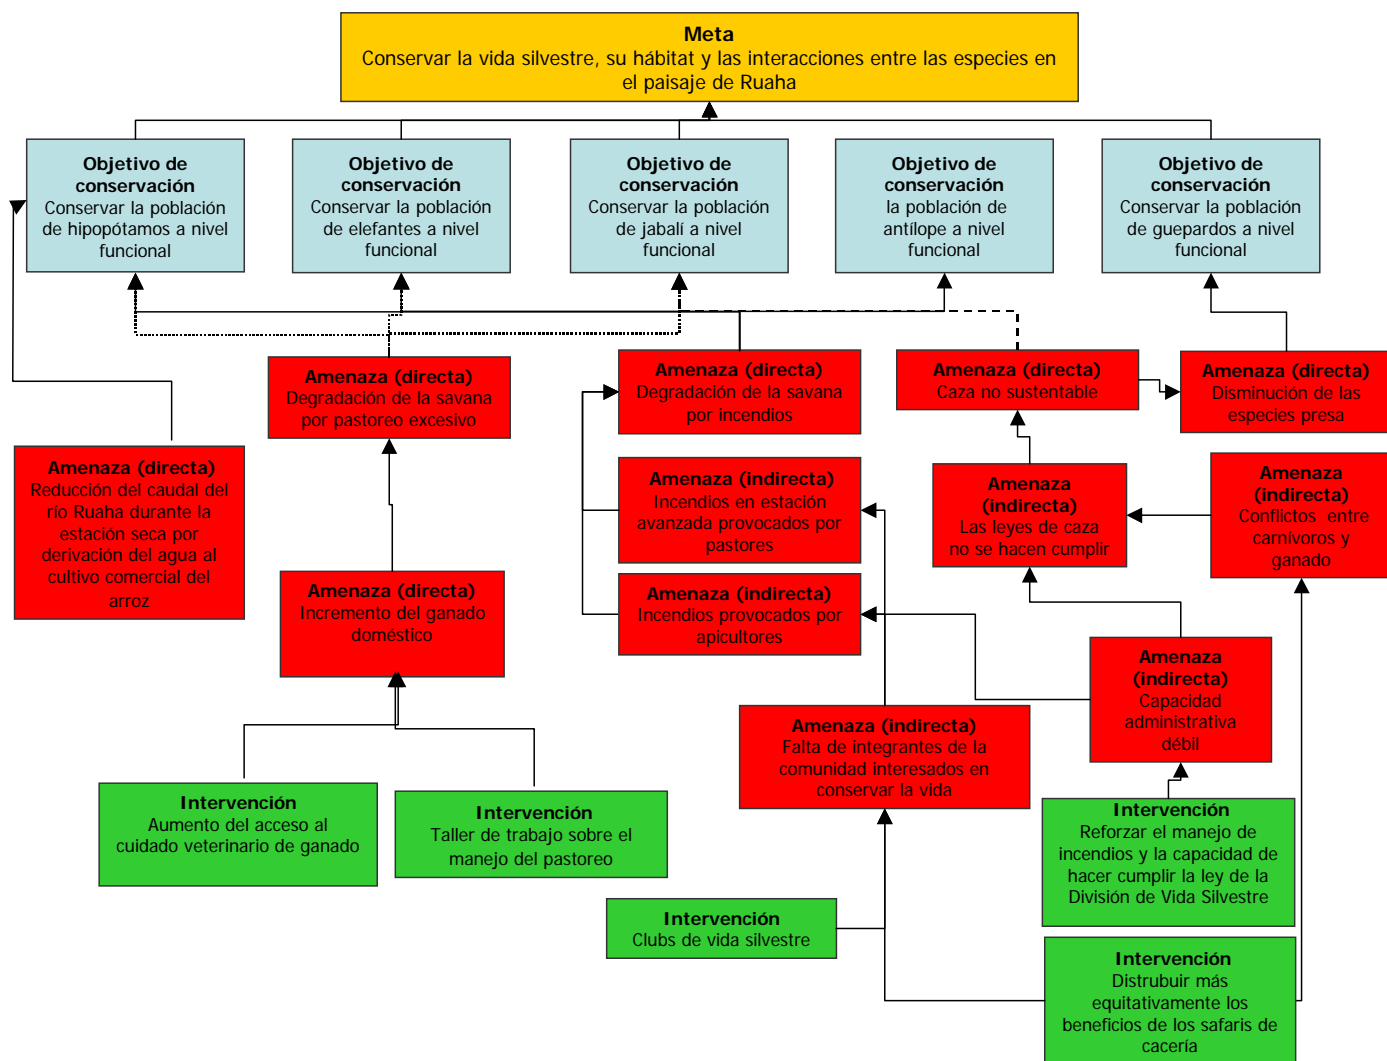 Meta
Conservar la vida silvestre, su hábitat y las interacciones entre las especies en
el paisaje de Ruaha
Objetivo de
conservación
Conservar la población
de hipopótamos a nivel
funcional
Objetivo de
conservación
Conservar la población
de elefantes a nivel
funcional
Objetivo de
conservación
Conservar la población
de jabalí a nivel
funcional
Objetivo de
conservación
la población de
antílope a nivel
funcional
Objetivo de
conservación
Conservar la población
de guepardos a nivel
funcional
Amenaza (directa)
Degradación de la savana
por pastoreo excesivo
Amenaza (directa)
Degradación de la savana
por incendios
Amenaza (directa)
Caza no sustentable
Amenaza (directa)
Disminución de las
especies presa
Amenaza (directa)
Reducción del caudal del
río Ruaha durante la
estación seca por
derivación del agua al
cultivo comercial del
arroz
Amenaza (indirecta)
Incendios en estación
avanzada provocados por
pastores
Amenaza
(indirecta)
Las leyes de caza
no se hacen cumplir
Amenaza
(indirecta)
Conflictos entre
carnívoros y
ganado
Amenaza (directa)
Incremento del ganado
doméstico
Amenaza (indirecta)
Incendios provocados por
apicultores
Amenaza
(indirecta)
Capacidad
administrativa
débil
Amenaza (indirecta)
Falta de integrantes de la
comunidad interesados en
conservar la vida
Intervención
Aumento del acceso al
cuidado veterinario de ganado
Intervención
Taller de trabajo sobre el
manejo del pastoreo
Intervención
Reforzar el manejo de
incendios y la capacidad de
hacer cumplir la ley de la
División de Vida Silvestre
Intervención
Clubs de vida silvestre
Intervención
Distrubuir más
equitativamente los
beneficios de los safaris de
cacería